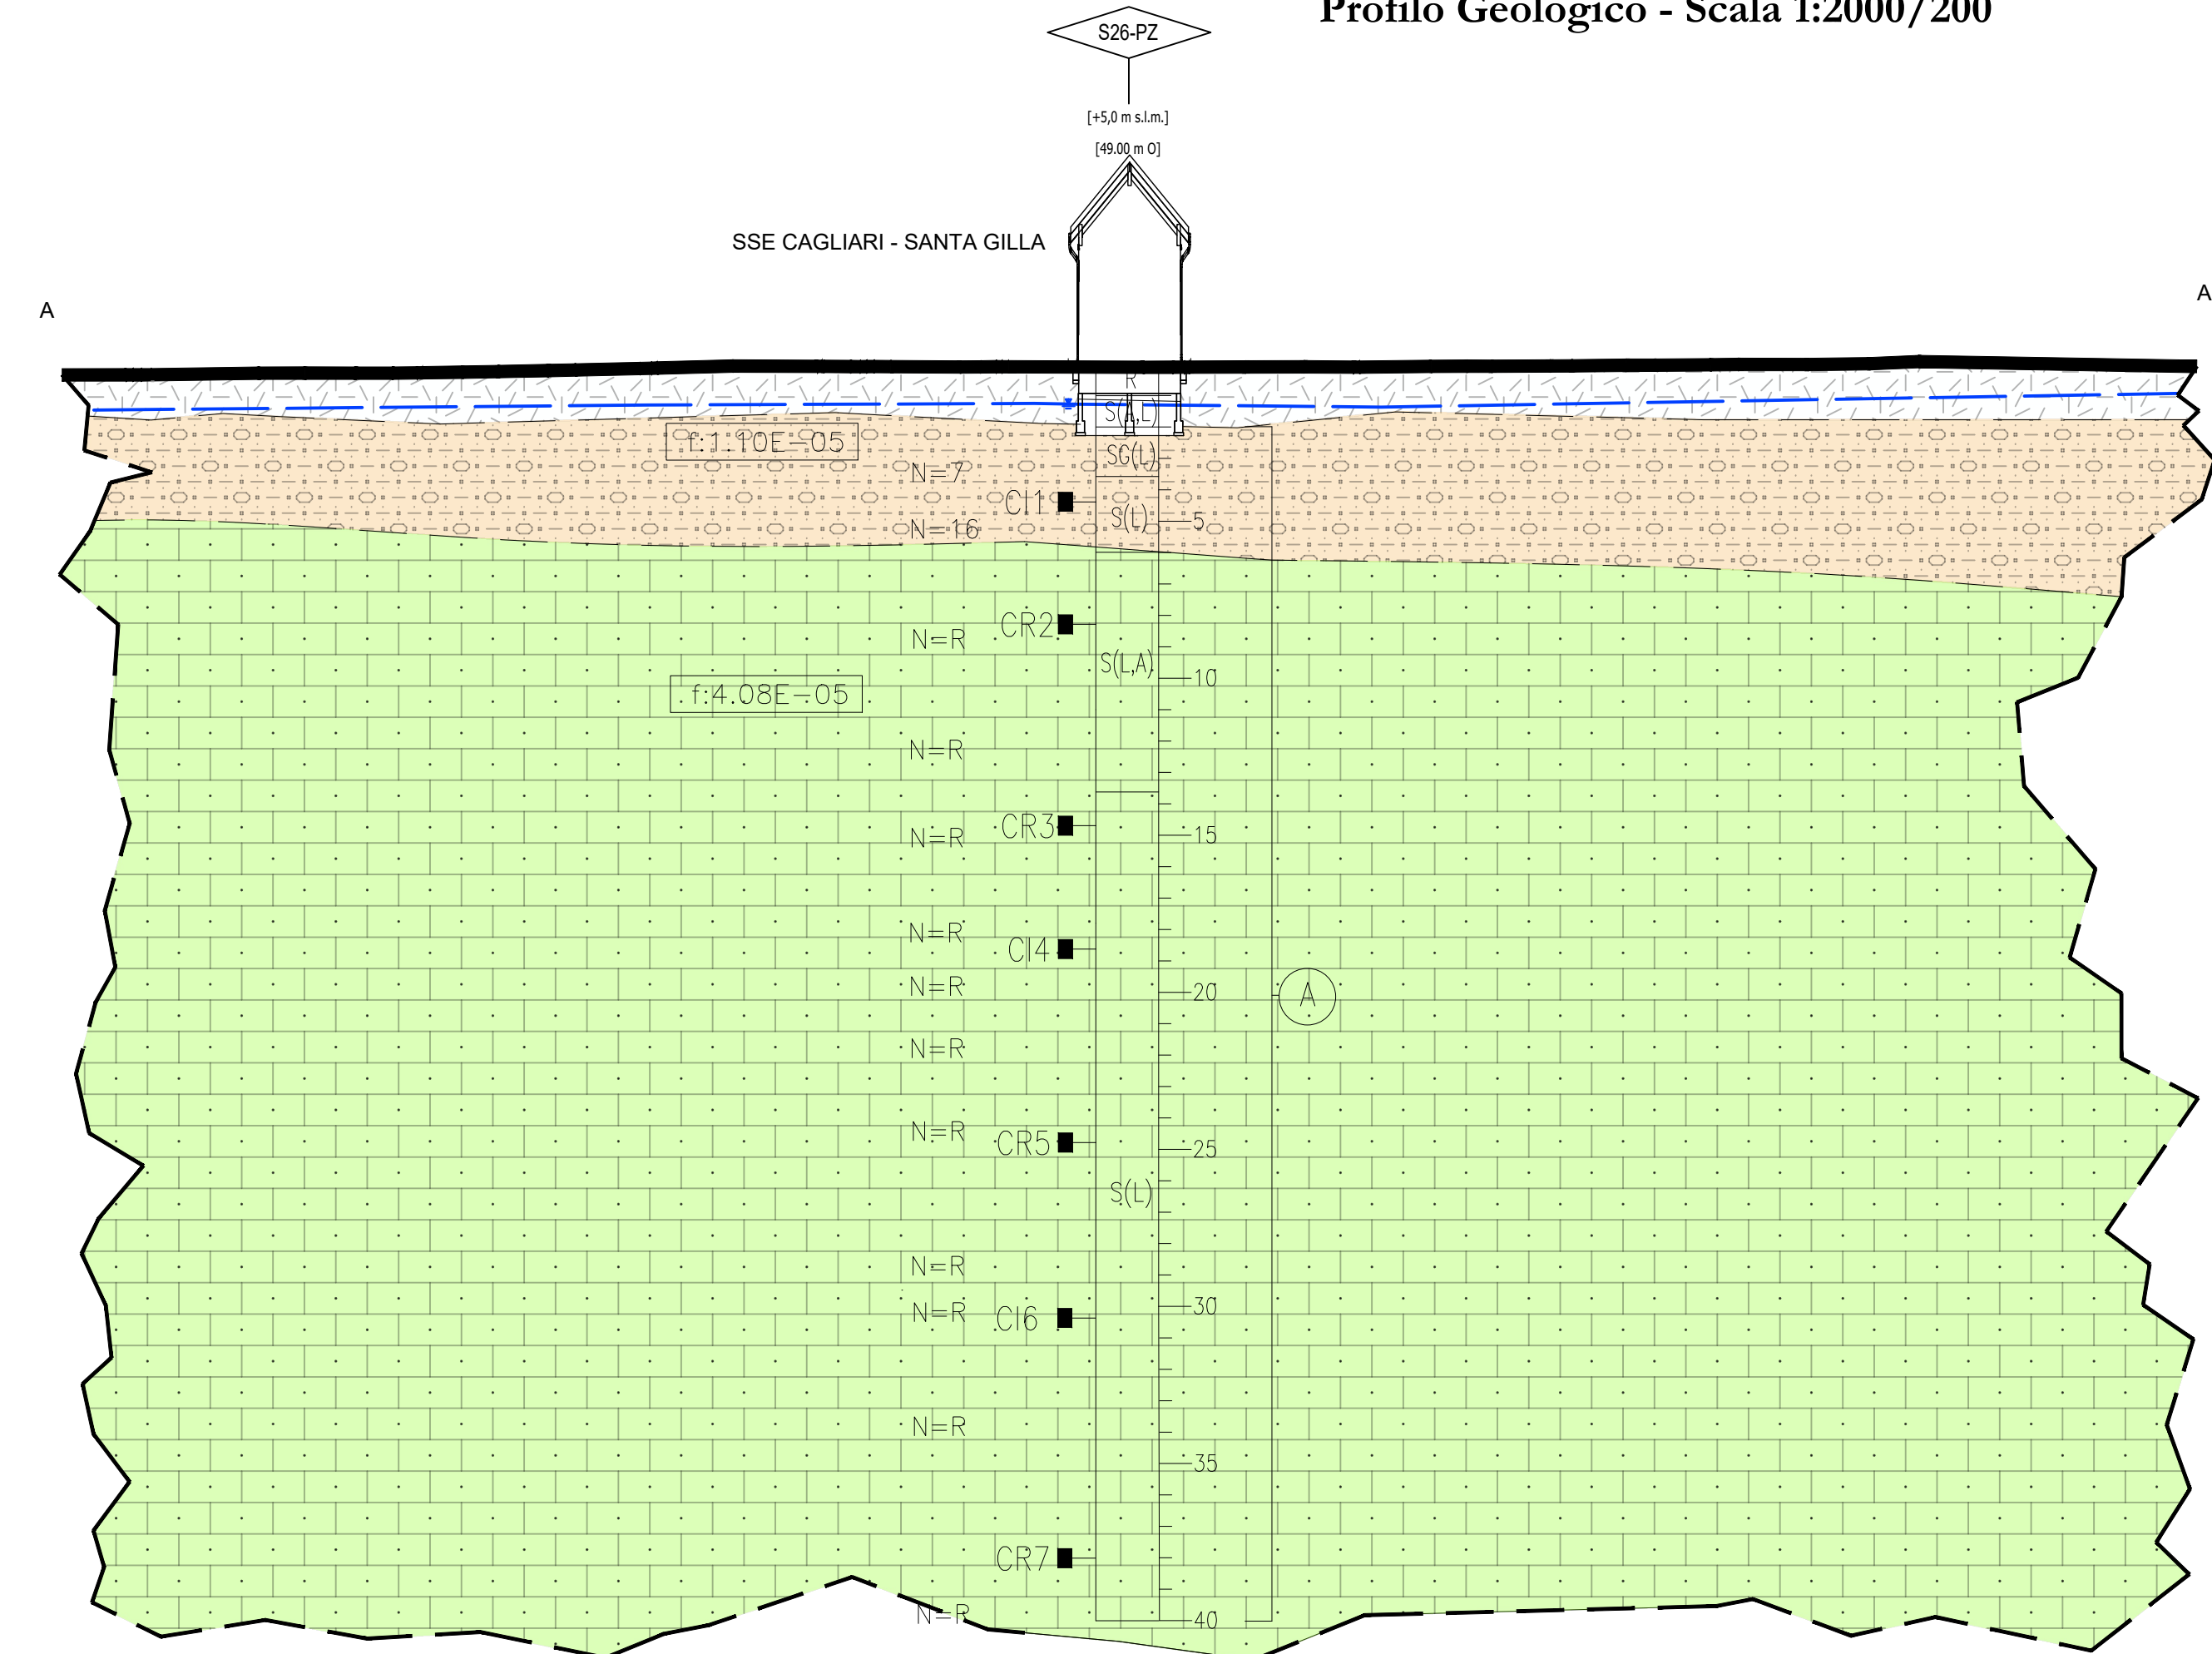 Profilo Geologico - Scala 1:2000/200
S26-PZ
[+5,0 m s.l.m.]
[49.00 m O]
SSE CAGLIARI - SANTA GILLA
A
A
R
S(A,L)
f:1.10E-05
SG(L)
N=7
CI1
S(L)
5
N=16
CR2
N=R
S(L,A)
10
f:4.08E-05
N=R
CR3
N=R
15
N=R
CI4
N=R
20
A
N=R
N=R
CR5
25
S(L)
N=R
N=R
CI6
30
N=R
35
CR7
N=R
40